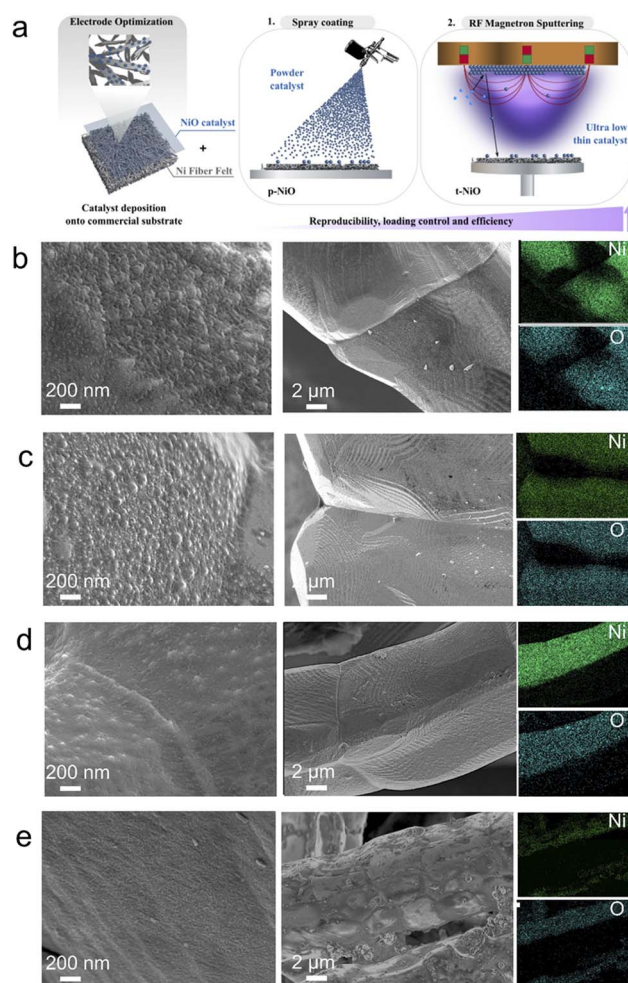 a
Electrode Optimization
NiO catalyst
+
Ni Fiber Felt
Catalyst deposition
onto commercial substrate
1. Spray coating
Powder
catalyst
p-NiO
2. RF Magnetron Sputtering
Ultra low
thin catalyst
t-NiO
Reproducibility, loading control and efficiency
b
200 nm
2 μm
Ni
O
c
200 nm
μm
Ni
O
d
200 nm
2 μm
Ni
O
e
200 nm
2 μm
Ni
O